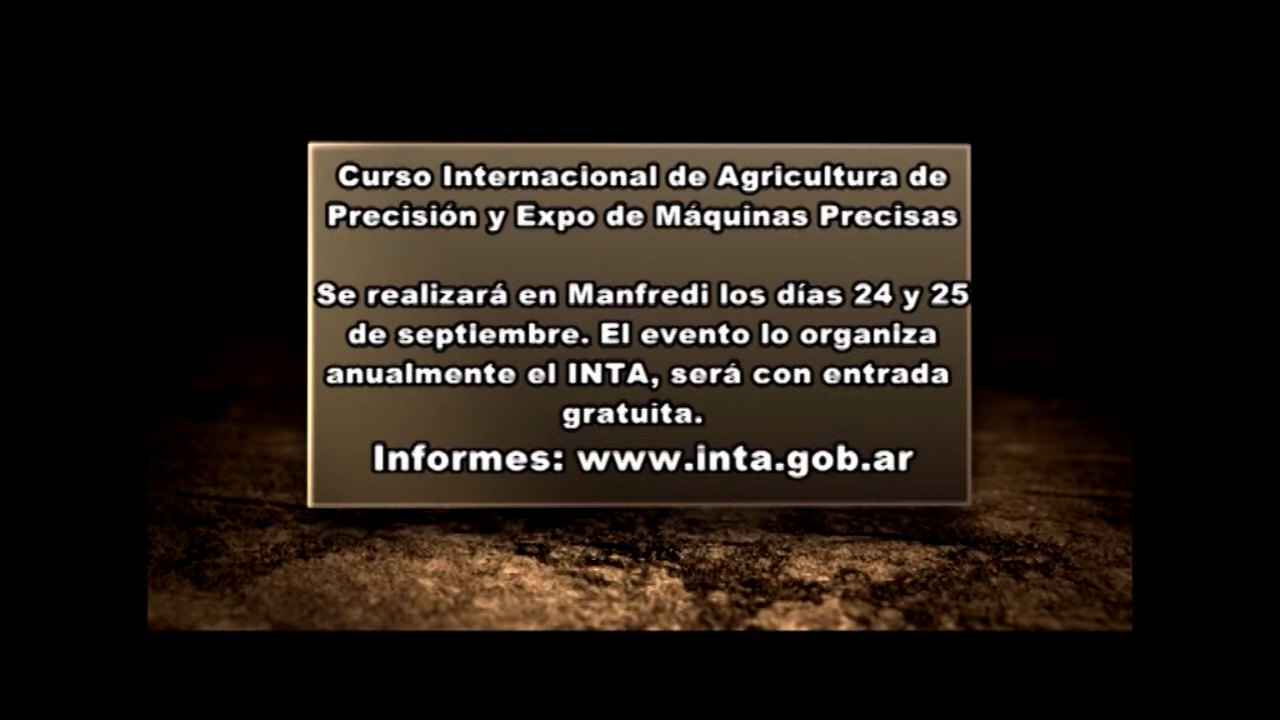 Curso Internacional de Agricultura de
Precisión y Expo de Máquinas Precisas
Se realizará en Manfredi los días 24 y 25
de septiembre. El evento lo organiza
anualmente el INTA, será con entrada
gratuita.
Informes: www.inta.gob.ar